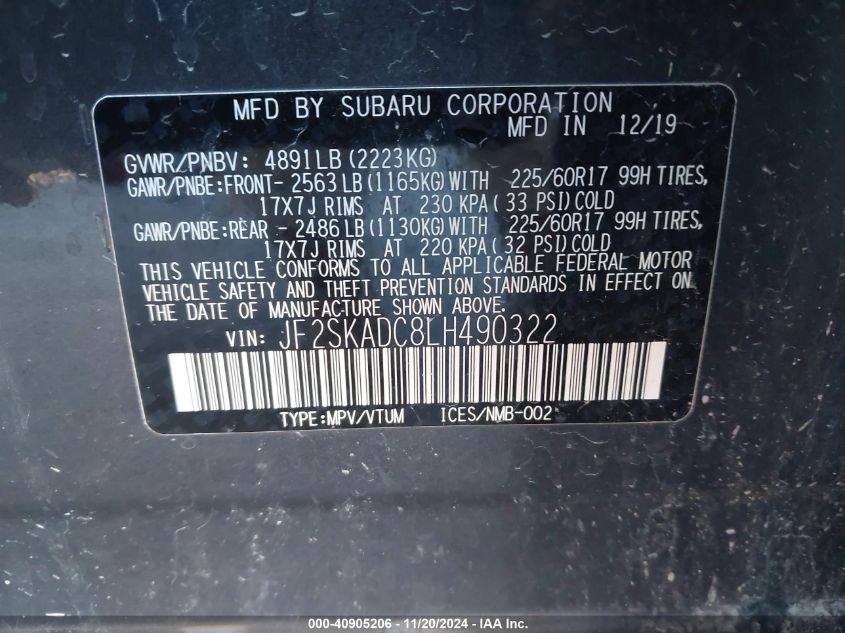 MFD BY SUBARU CORPORATION
MFD IN 12/19
GVWR/PNBV: 4891LB (2223KG)
GAWR/PNBE:FRONT- 2563 LB (1165KG) WITH 225/60R17 99H TIRES,
17X7J RIMS AT 230 KPA( 33 PSI) COLD
GAWR/PNBE:REAR - 2486 LB (1130KG) WITH 225/60R17 99H TIRES,
17X7J RIMS AT 220 KPA( 32 PSI) COLD
THIS VEHICLE CONFORMS TO ALL APPLICABLE FEDERAL MOTOR
VEHICLE SAFETY AND THEFT PREVENTION STANDARDS IN EFFECT ON
THE DATE OF MANUFACTURE SHOWN ABOVE.
VIN: JF2SKADC8LH490322
TYPE:MPV/VTUM ICES/NMB-002
000-40905206 - 11/20/2024 - IAA Inc.